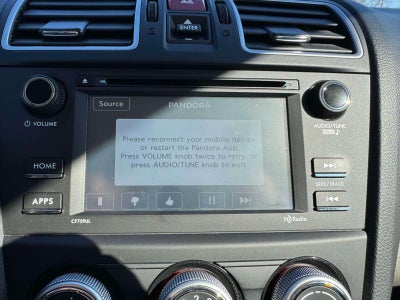 ENTER
Source
PANDORA
Please reconnect your mobile device
or restart the Pandora App.
Press VOLUME knob twice to retry, or
press AUDIO/TUNE knob to exit.
VOLUME
AUDIO/TUNE
HOME
APPS
SEEK/TRACK
HD Radio